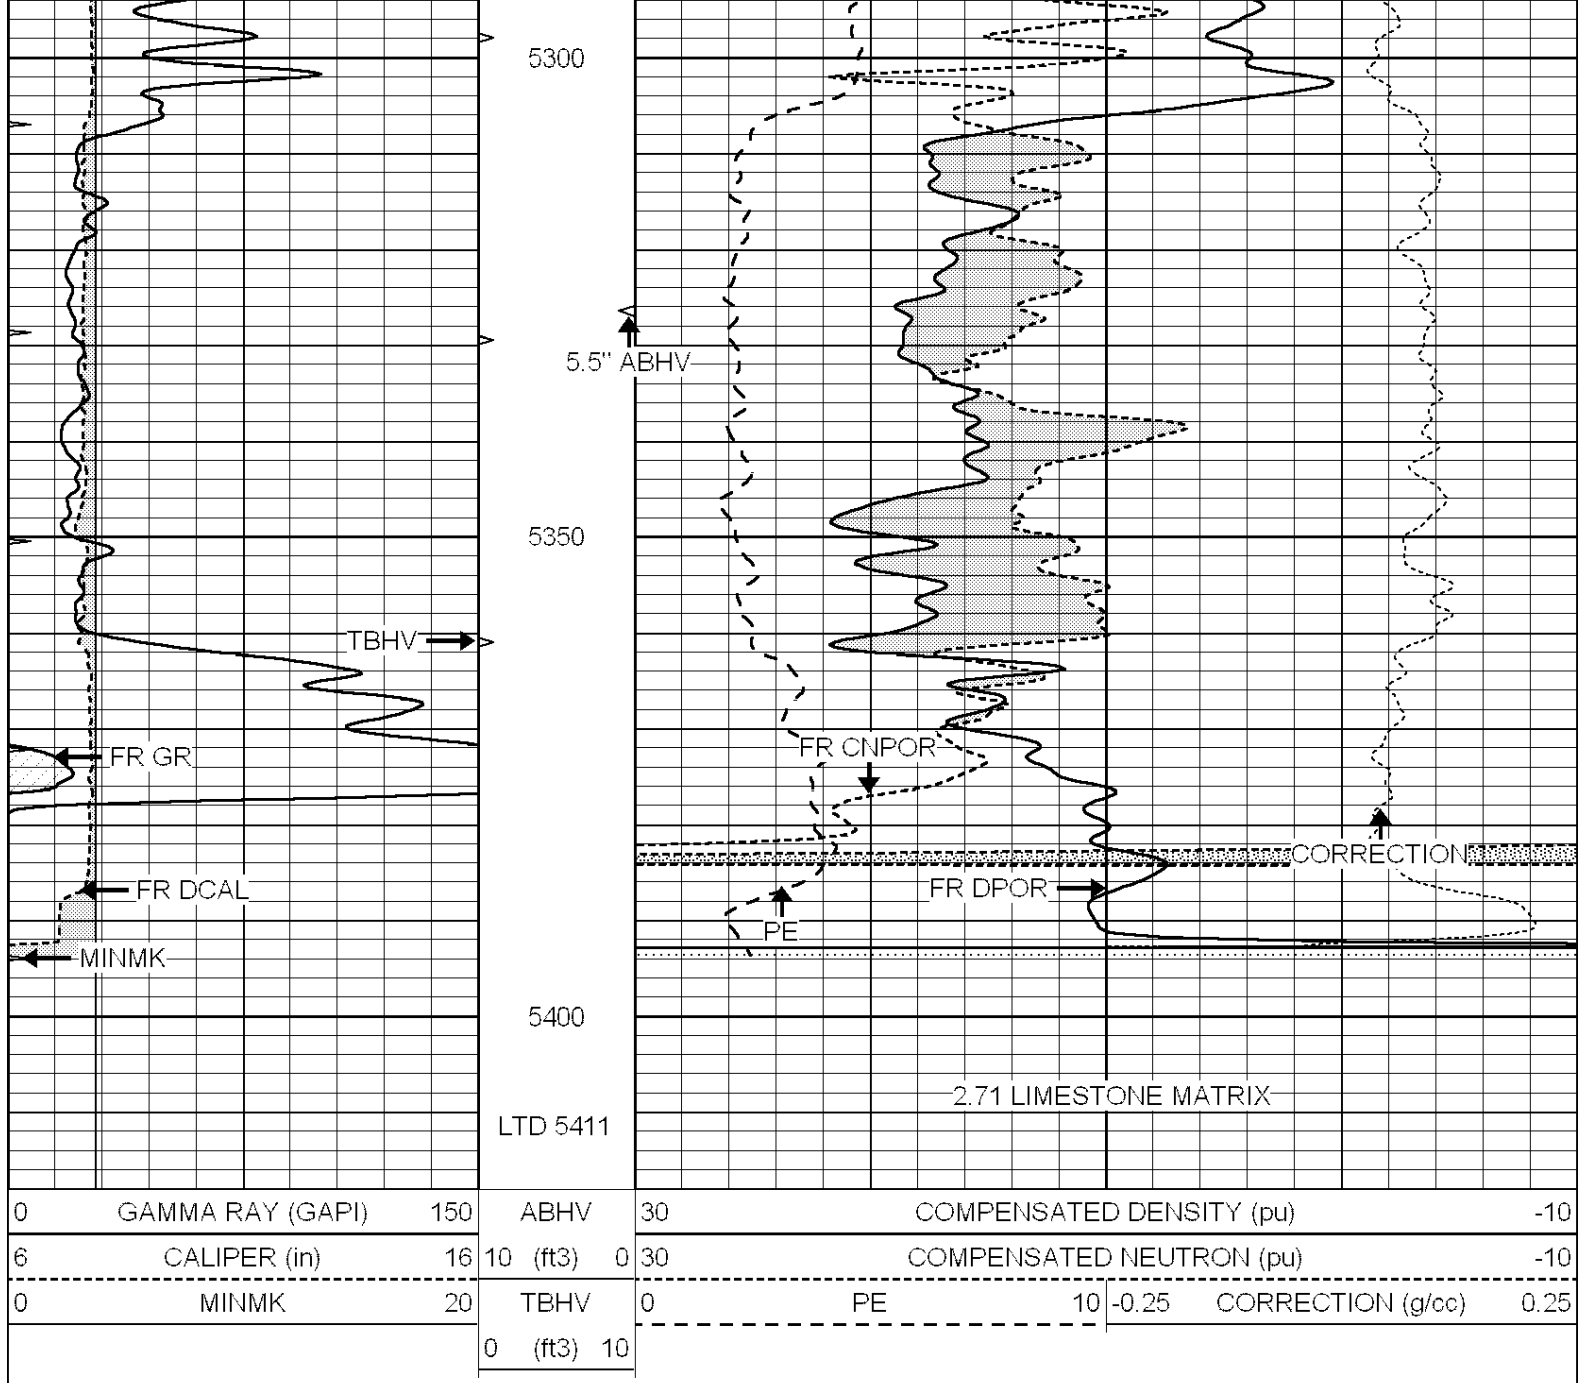 5300
5.5" ABHV
5350
TBHV
FR GR
FR CNPOR
CORRECTION
FR DCAL
FR DPOR
PE
MINMK
5400
2.71 LIMESTONE MATRIX
LTD 5411
0 GAMMA RAY (GAPI) 150 ABHV 30 COMPENSATED DENSITY (pu) -10
6 CALIPER (in) 16 10 (ft3) 0 30 COMPENSATED NEUTRON (pu) -10
0 MINMK 20 TBHV 0 PE 10 -0.25 CORRECTION (g/cc) 0.25
0 (ft3) 10